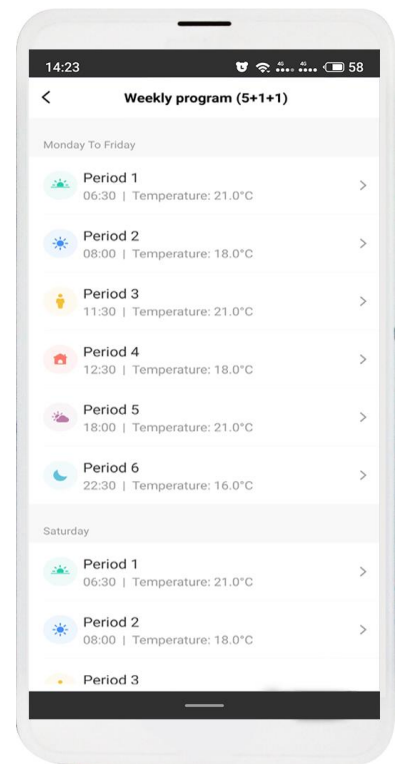 14:23 4G 4G 58
Weekly program (5+1+1)
Monday To Friday
Period 1
06:30 | Temperature: 21.0°C
Period 2
08:00 | Temperature: 18.0°C
Period 3
11:30 | Temperature: 21.0°C
Period 4
12:30 | Temperature: 18.0°C
Period 5
18:00 | Temperature: 21.0°C
Period 6
22:30 | Temperature: 16.0°C
Saturday
Period 1
06:30 | Temperature: 21.0°C
Period 2
08:00 | Temperature: 18.0°C
Period 3